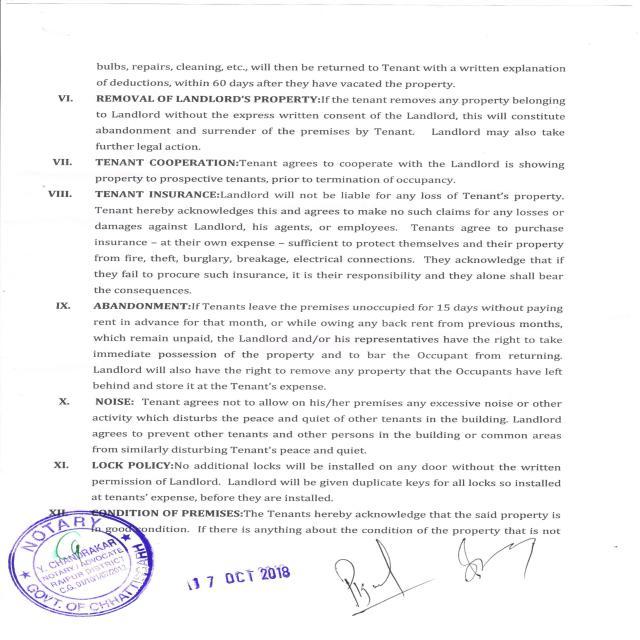 bulbs, repairs, cleaning, etc., will then be returned to Tenant with a written explanation
of deductions, within 60 days after they have vacated the property.
VI. REMOVAL OF LANDLORD'S PROPERTY:If the tenant removes any property belonging
to Landlord without the express written consent of the Landlord, this will constitute
abandonment and surrender of the premises by Tenant. Landlord may also take
further legal action.
VII. TENANT COOPERATION:Tenant agrees to cooperate with the Landlord is showing
property to prospective tenants, prior to termination of occupancy.
VIII. TENANT INSURANCE:Landlord will not be liable for any loss of Tenant's property.
Tenant hereby acknowledges this and agrees to make no such claims for any losses or
damages against Landlord, his agents, or employees. Tenants agree to purchase
insurance – at their own expense – sufficient to protect themselves and their property
from fire, theft, burglary, breakage, electrical connections. They acknowledge that if
they fail to procure such insurance, it is their responsibility and they alone shall bear
the consequences.
IX. ABANDONMENT:If Tenants leave the premises unoccupied for 15 days without paying
rent in advance for that month, or while owing any back rent from previous months,
which remain unpaid, the Landlord and/or his representatives have the right to take
immediate possession of the property and to bar the Occupant from returning.
Landlord will also have the right to remove any property that the Occupants have left
behind and store it at the Tenant's expense.
X. NOISE: Tenant agrees not to allow on his/her premises any excessive noise or other
activity which disturbs the peace and quiet of other tenants in the building. Landlord
agrees to prevent other tenants and other persons in the building or common areas
from similarly disturbing Tenant's peace and quiet.
XI. LOCK POLICY:No additional locks will be installed on any door without the written
permission of Landlord. Landlord will be given duplicate keys for all locks so installed
at tenants' expense, before they are installed.
XII. CONDITION OF PREMISES:The Tenants hereby acknowledge that the said property is
in good condition. If there is anything about the condition of the property that is not
NOTARY
Y. CHANDRAKAR
NOTARY / ADVOCATE
RAIPUR DISTRICT
GOVT. OF
17 OCT 2018